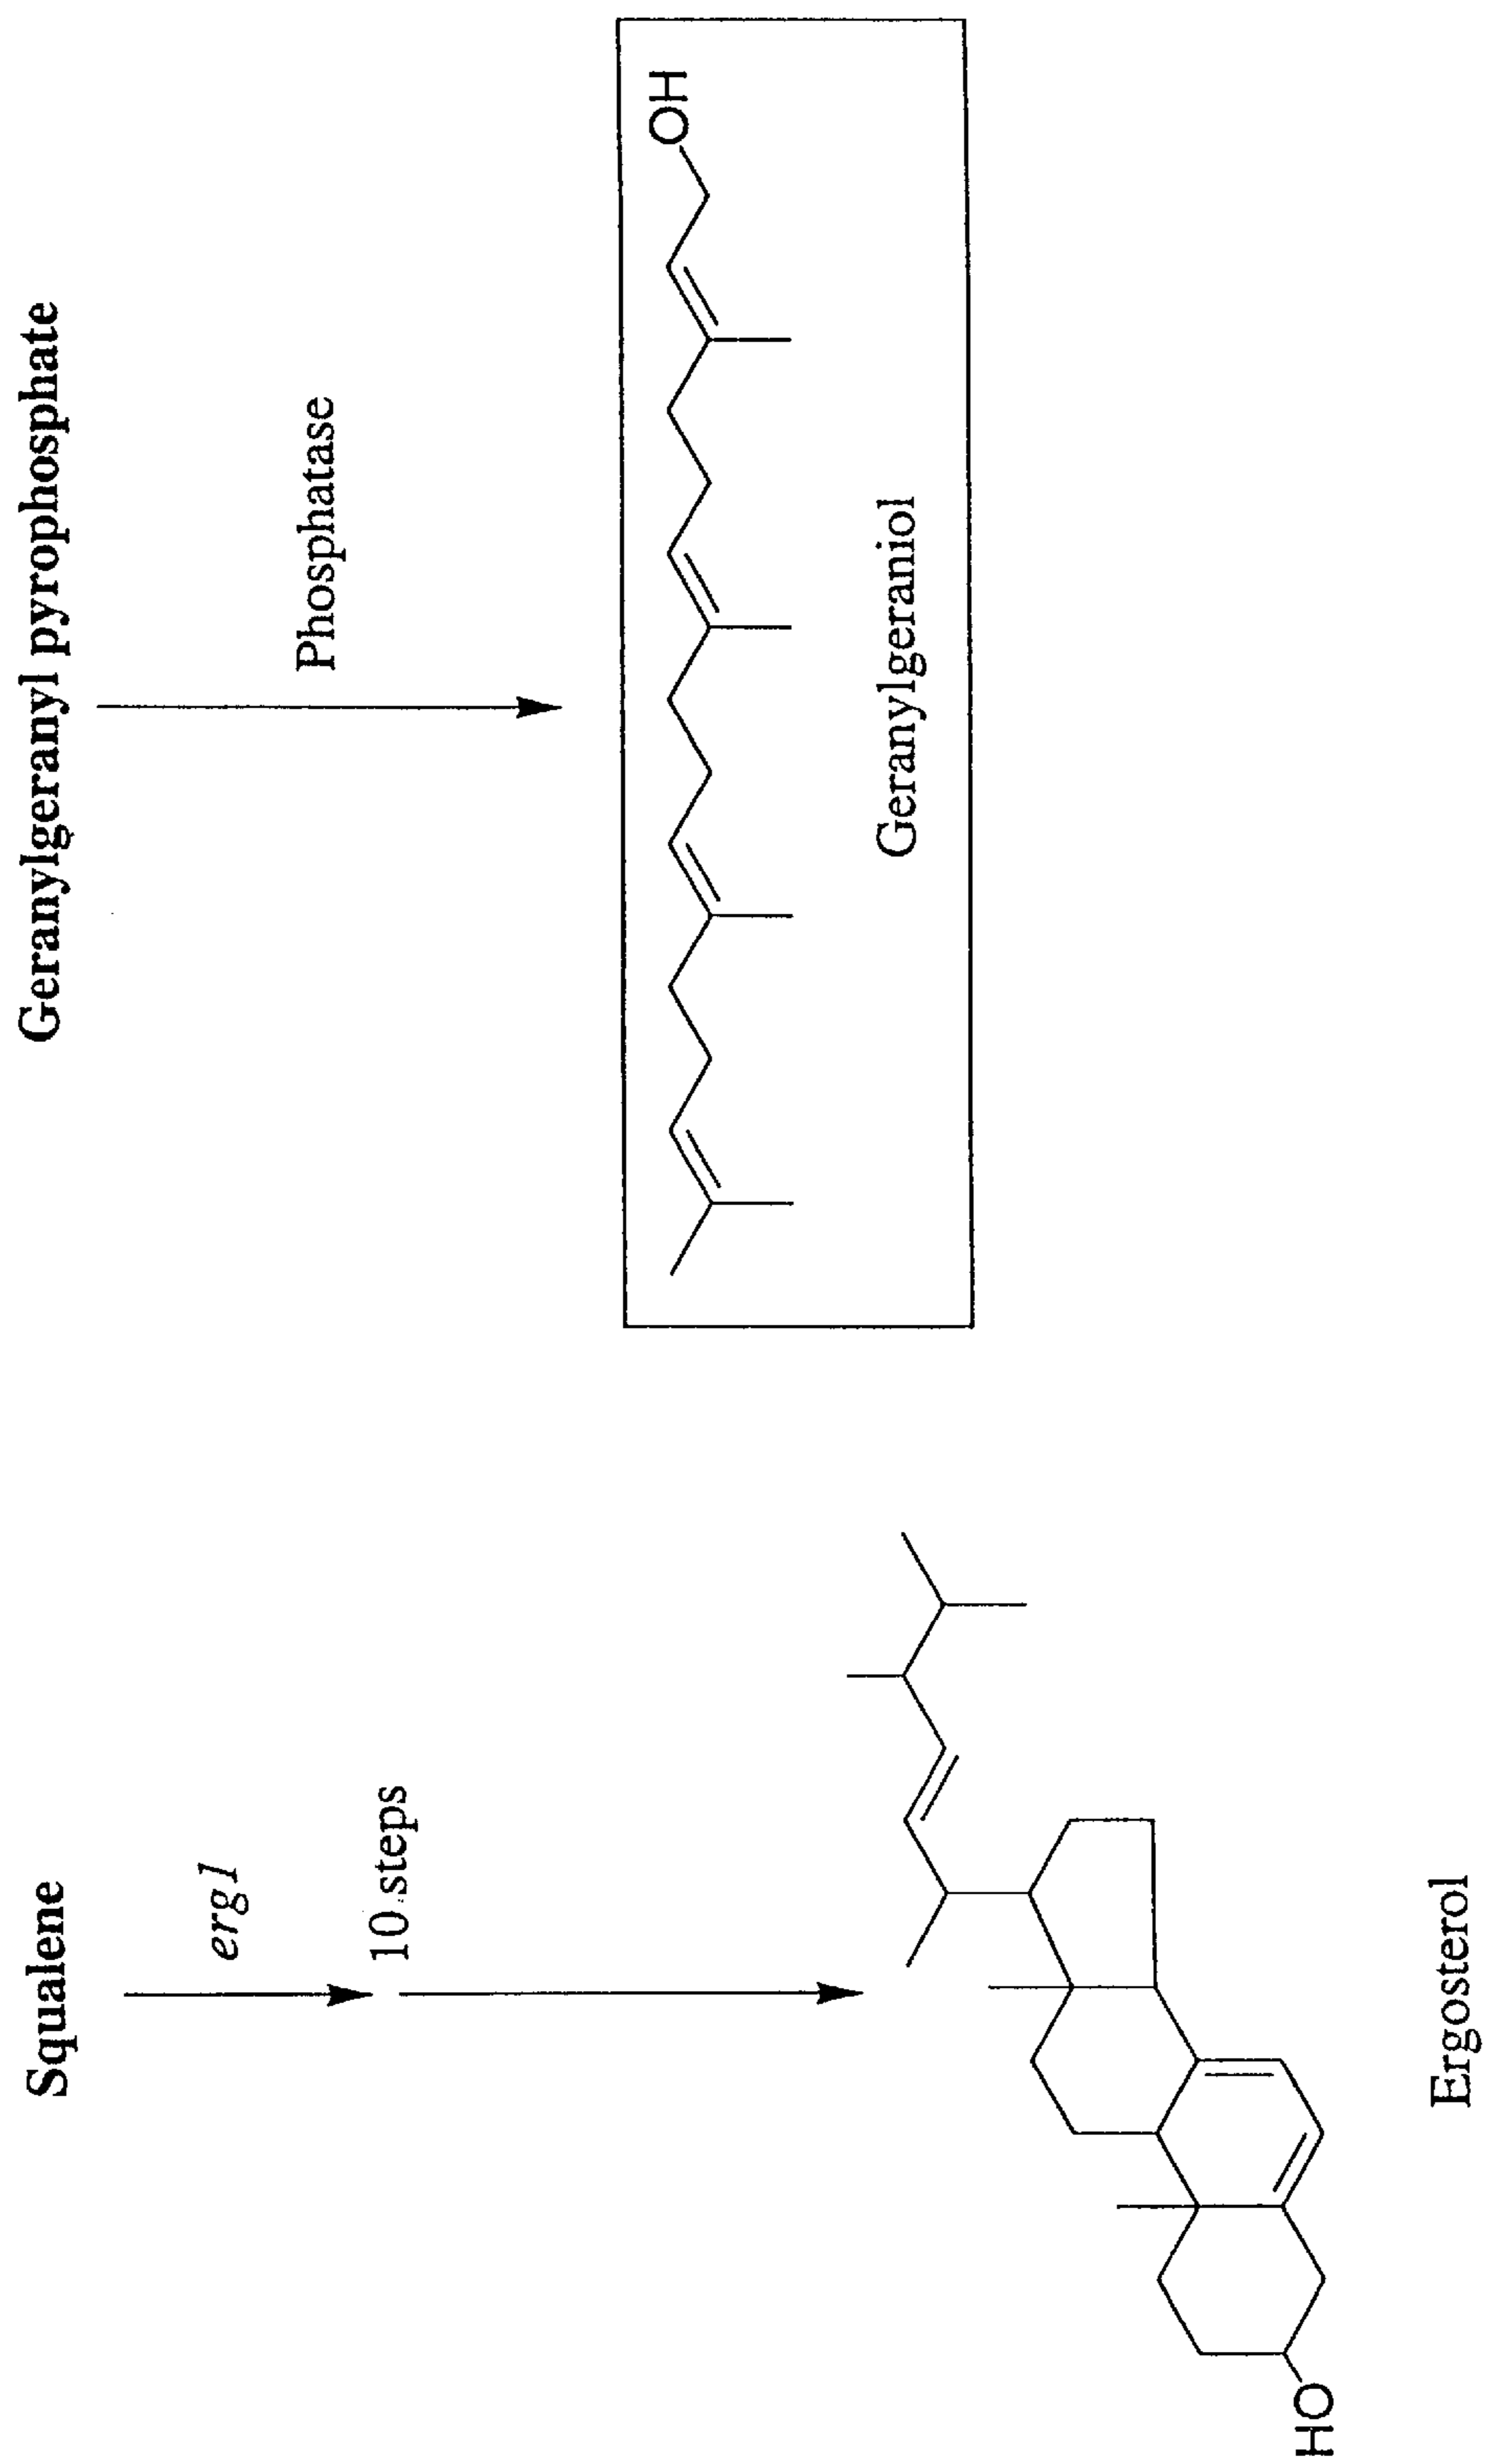 Squalene
erg1
10 steps
HO
Ergosterol
Geranylgeranyl pyrophosphate
Phosphatase
OH
Geranylgeraniol